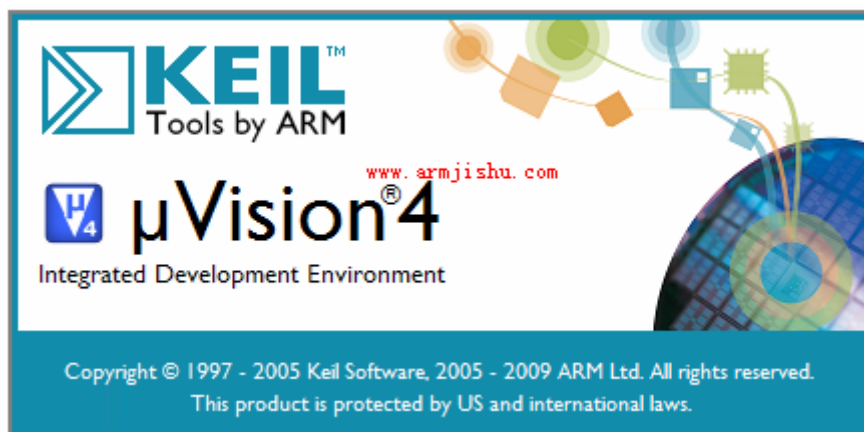 KEIL™
Tools by ARM
www.armjishu.com
µ
4
µVision®4
Integrated Development Environment
Copyright © 1997 - 2005 Keil Software, 2005 - 2009 ARM Ltd. All rights reserved.
This product is protected by US and international laws.